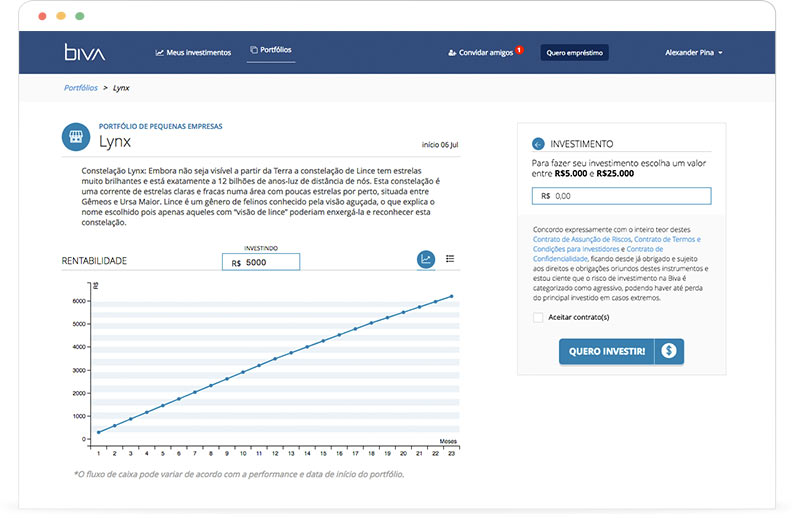 bıvʌ
Meus investimentos
Portfólios
Convidar amigos 1
Quero empréstimo
Alexander Pina
Portfólios > Lynx
PORTFÓLIO DE PEQUENAS EMPRESAS
Lynx
início 06 Jul
Constelação Lynx: Embora não seja visível a partir da Terra a constelação de Lince tem estrelas
muito brilhantes e está exatamente a 12 bilhões de anos-luz de distância de nós. Esta constelação é
uma corrente de estrelas claras e fracas numa área com poucas estrelas por perto, situada entre
Gêmeos e Ursa Maior. Lince é um gênero de felinos conhecido pela visão aguçada, o que explica o
nome escolhido pois apenas aqueles com "visão de lince" poderiam enxergá-la e reconhecer esta
constelação.
RENTABILIDADE
INVESTINDO
R$ 5000
R$
6000
5000
4000
3000
2000
1000
0
Meses
1 2 3 4 5 6 7 8 9 10 11 12 13 14 15 16 17 18 19 20 21 22 23
*O fluxo de caixa pode variar de acordo com a performance e data de início do portfólio.
INVESTIMENTO
Para fazer seu investimento escolha um valor
entre R$5.000 e R$25.000
R$ 0,00
Concordo expressamente com o inteiro teor destes
Contrato de Assunção de Riscos, Contrato de Termos e
Condições para Investidores e Contrato de
Confidencialidade, ficando desde já obrigado e sujeito
aos direitos e obrigações oriundos destes instrumentos e
estou ciente que o risco de investimento na Biva é
categorizado como agressivo, podendo haver até perda
do principal investido em casos extremos.
Aceitar contrato(s)
QUERO INVESTIR! $